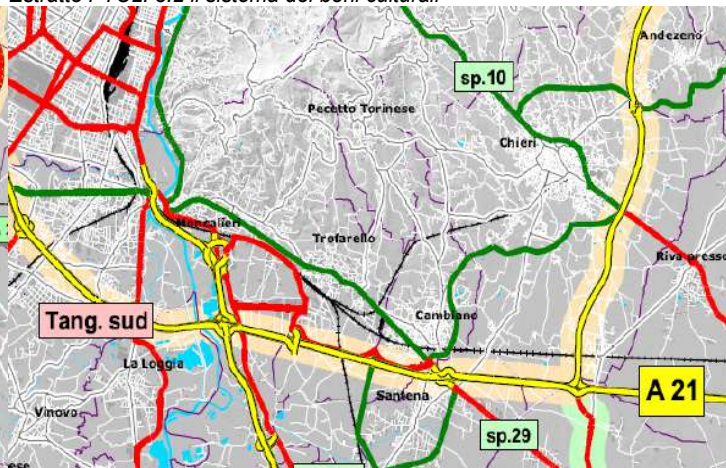 Estratto PTC2: 3.2 Il sistema dei beni culturali
Andezeno
sp.10
Pecetto Torinese
Chieri
Moncalieri
Trofarello
Riva presso
Tang. sud
Cambiano
La Loggia
Santena
A 21
Vinovo
sp.29
ese